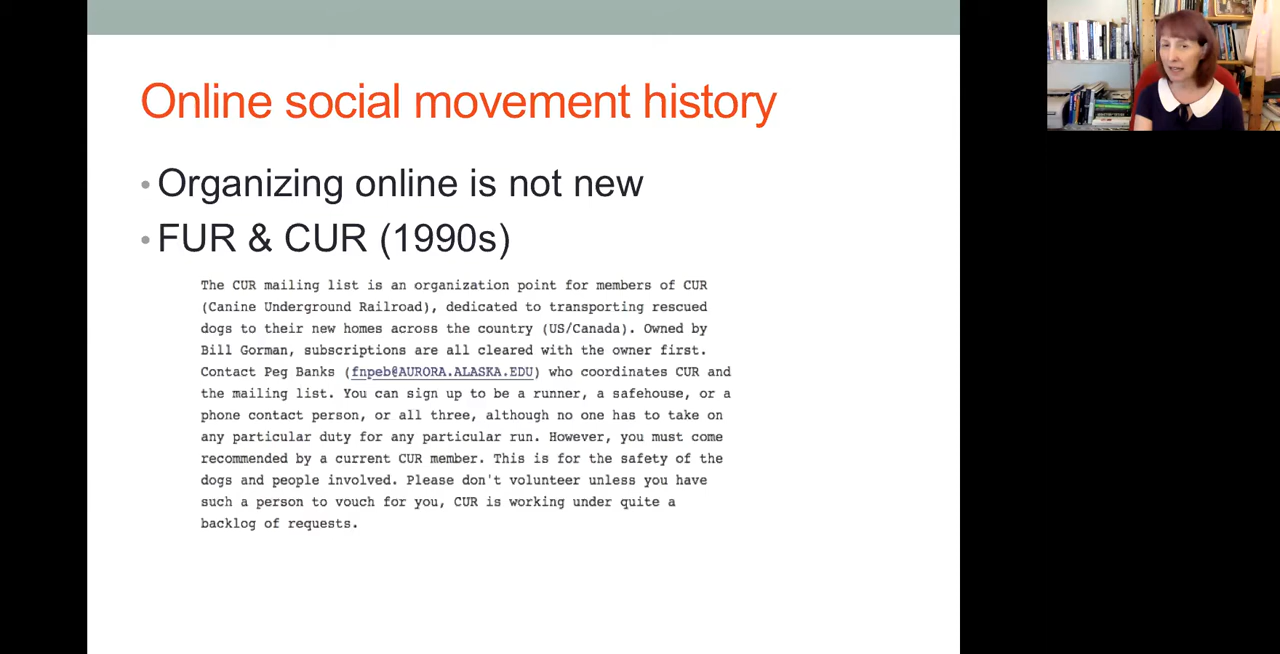 Online social movement history
• Organizing online is not new
• FUR & CUR (1990s)
The CUR mailing list is an organization point for members of CUR
(Canine Underground Railroad), dedicated to transporting rescued
dogs to their new homes across the country (US/Canada). Owned by
Bill Gorman, subscriptions are all cleared with the owner first.
Contact Peg Banks (fnpeb@AURORA.ALASKA.EDU) who coordinates CUR and
the mailing list. You can sign up to be a runner, a safehouse, or a
phone contact person, or all three, although no one has to take on
any particular duty for any particular run. However, you must come
recommended by a current CUR member. This is for the safety of the
dogs and people involved. Please don't volunteer unless you have
such a person to vouch for you, CUR is working under quite a
backlog of requests.